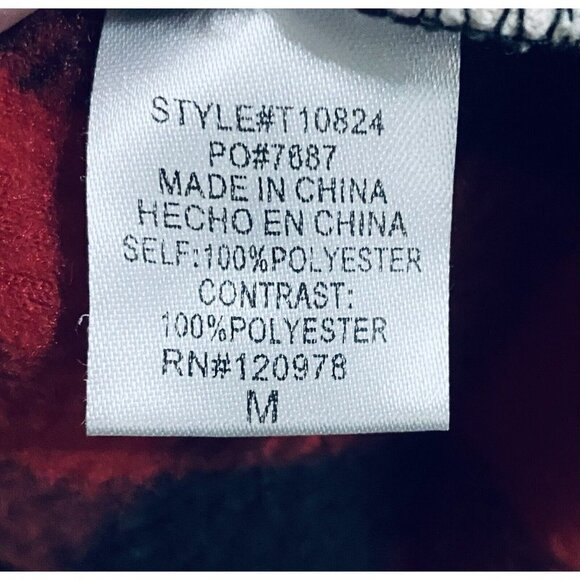 STYLE#T10824
PO#7687
MADE IN CHINA
HECHO EN CHINA
SELF:100%POLYESTER
CONTRAST:
100%POLYESTER
RN#120978
M